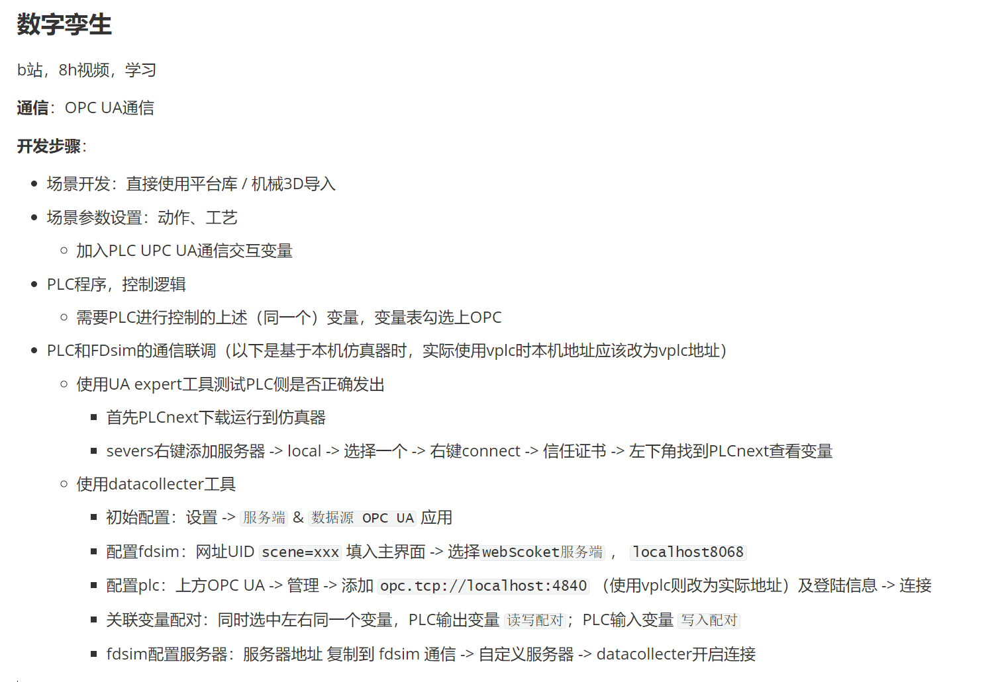 数字孪生
b站，8h视频，学习
通信：OPC UA通信
开发步骤：
场景开发：直接使用平台库 / 机械3D导入
场景参数设置：动作、工艺
加入PLC UPC UA通信交互变量
PLC程序，控制逻辑
需要PLC进行控制的上述（同一个）变量，变量表勾选上OPC
PLC和FDsim的通信联调（以下是基于本机仿真器时，实际使用vplc时本机地址应该改为vplc地址）
使用UA expert工具测试PLC侧是否正确发出
首先PLCnext下载运行到仿真器
severs右键添加服务器 -> local -> 选择一个 -> 右键connect -> 信任证书 -> 左下角找到PLCnext查看变量
使用datacollecter工具
初始配置：设置 -> 服务端 & 数据源 OPC UA 应用
配置fdsim：网址UID scene=xxx 填入主界面 -> 选择webScoket服务端 ， localhost8068
配置plc：上方OPC UA -> 管理 -> 添加 opc.tcp://localhost:4840 （使用vplc则改为实际地址）及登陆信息 -> 连接
关联变量配对：同时选中左右同一个变量，PLC输出变量 读写配对；PLC输入变量 写入配对
fdsim配置服务器：服务器地址 复制到 fdsim 通信 -> 自定义服务器 -> datacollecter开启连接